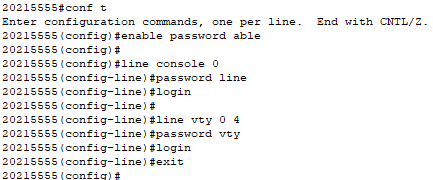 20215555#conf t
Enter configuration commands, one per line.  End with CNTL/Z.
20215555(config)#enable password able
20215555(config)#
20215555(config)#line console 0
20215555(config-line)#password line
20215555(config-line)#login
20215555(config-line)#
20215555(config-line)#line vty 0 4
20215555(config-line)#password vty
20215555(config-line)#login
20215555(config-line)#exit
20215555(config)#